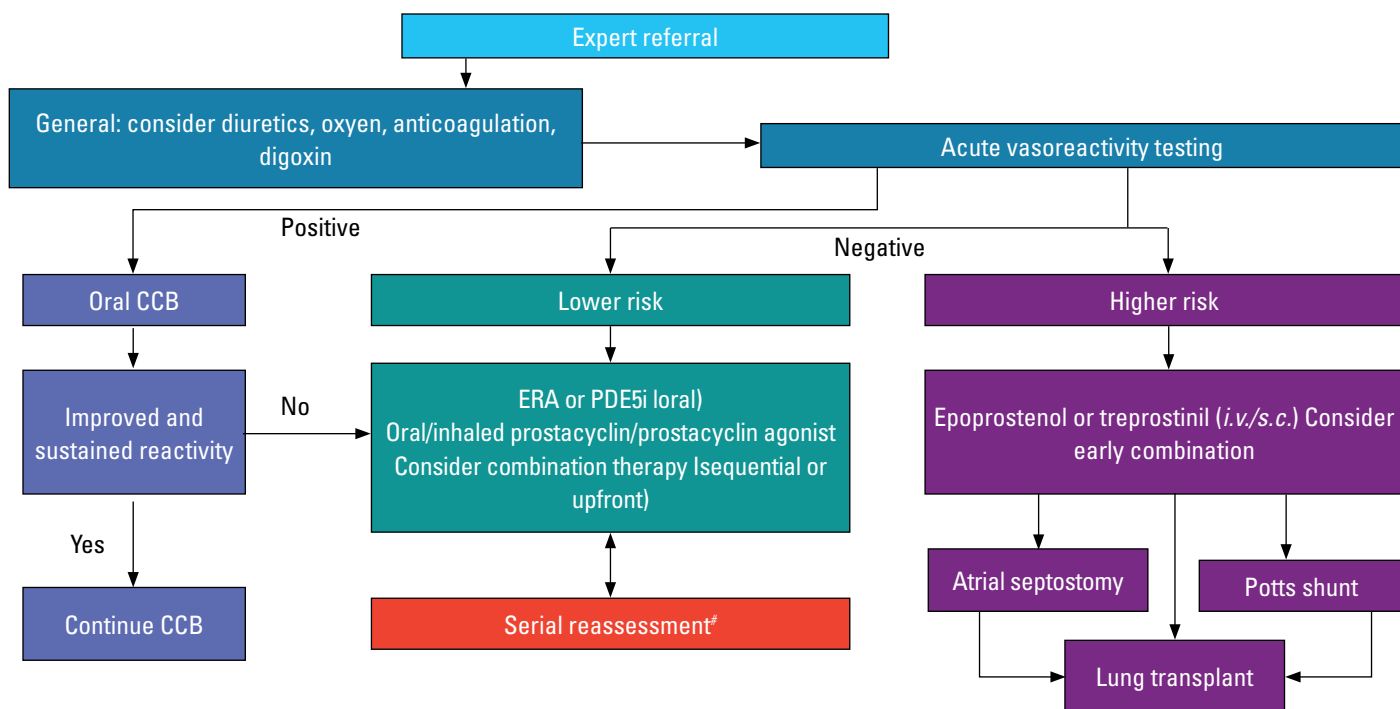 Expert referral
General: consider diuretics, oxyen, anticoagulation,
digoxin
Acute vasoreactivity testing
Positive
Negative
Oral CCB
Lower risk
Higher risk
Improved and
sustained reactivity
No
ERA or PDE5i loral)
Oral/inhaled prostacyclin/prostacyclin agonist
Consider combination therapy Isequential or
upfront)
Epoprostenol or treprostinil (i.v./s.c.) Consider
early combination
Yes
Atrial septostomy
Potts shunt
Continue CCB
Serial reassessment#
Lung transplant